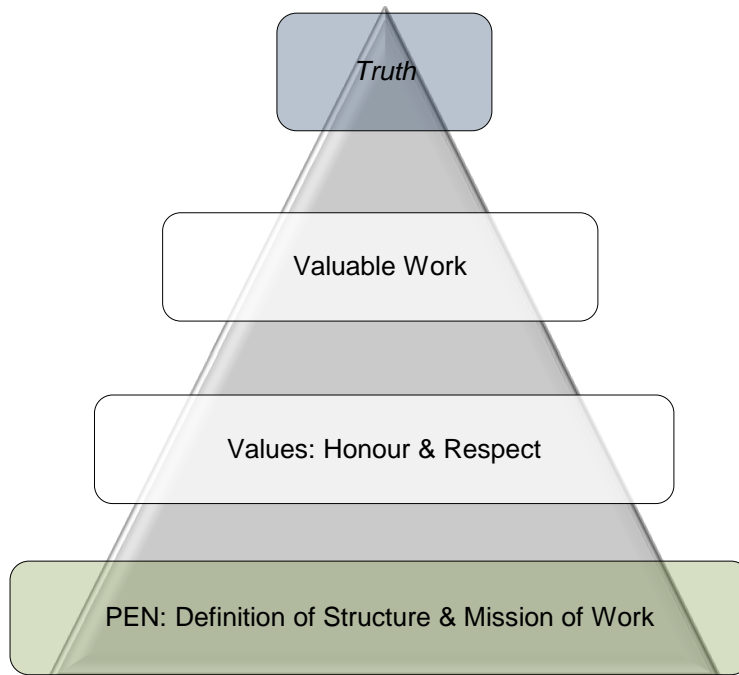 Truth
Valuable Work
Values: Honour & Respect
PEN: Definition of Structure & Mission of Work